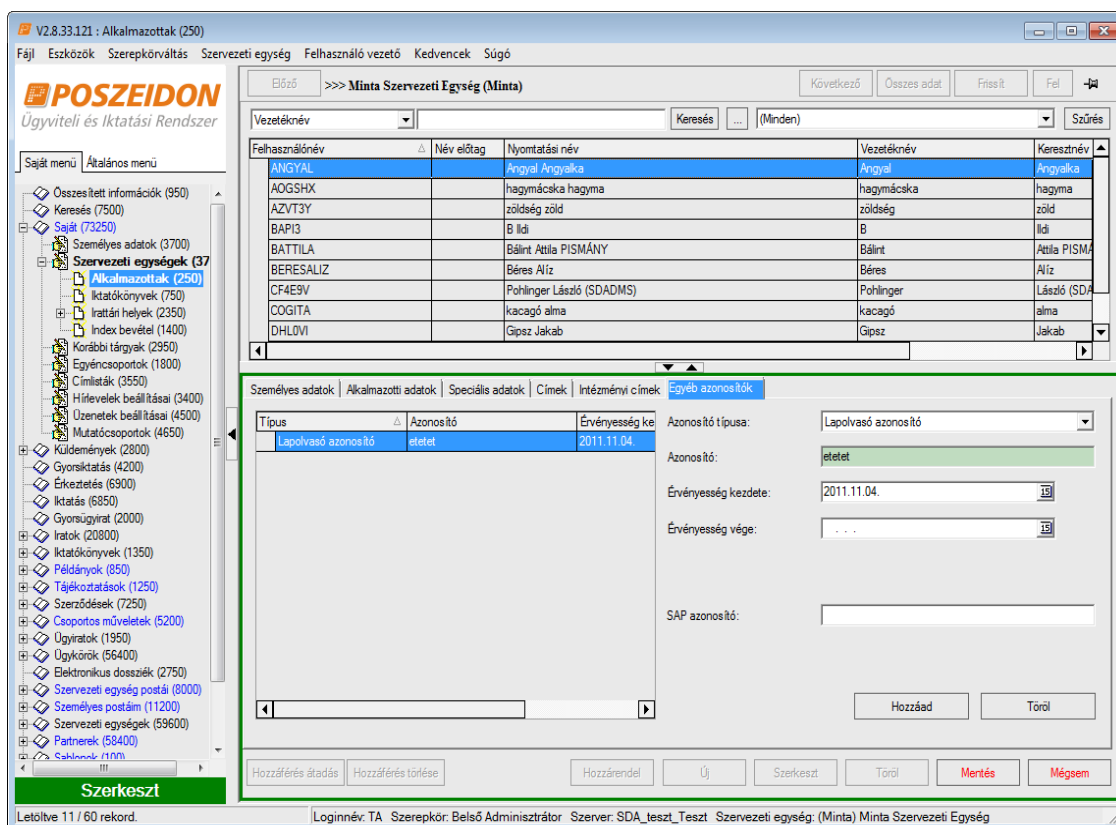 V2.8.33.121 : Alkalmazottak (250)
Fájl Eszközök Szerepkörváltás Szervezeti egység Felhasználó vezető Kedvencek Súgó
POSZEIDON
Ügyviteli és Iktatási Rendszer
Saját menü Általános menü
Összesített információk (950)
Keresés (7500)
Saját (73250)
Személyes adatok (3700)
Szervezeti egységek (37
Alkalmazottak (250)
Iktatókönyvek (750)
Irattári helyek (2350)
Index bevétel (1400)
Korábbi tárgyak (2950)
Egyéncsoportok (1800)
Címlisták (3550)
Hírlevelek beállításai (3400)
Üzenetek beállításai (4500)
Mutatócsoportok (4650)
Küldemények (2800)
Gyorsiktatás (4200)
Érkeztetés (6900)
Iktatás (6850)
Gyorsügyirat (2000)
Iratok (20800)
Iktatókönyvek (1350)
Példányok (850)
Tájékoztatások (1250)
Szerződések (7250)
Csoportos műveletek (5200)
Ügyiratok (1950)
Ügykörök (56400)
Elektronikus dossziék (2750)
Szervezeti egység postái (8000)
Személyes postáim (11200)
Szervezeti egységek (59600)
Partnerek (58400)
Sablonok (100)
Szerkeszt
Előző >>> Minta Szervezeti Egység (Minta) Következő Összes adat Frissít Fel
Vezetéknév Keresés ... (Minden) Szűrés
Felhasználónév Név előtag Nyomtatási név Vezetéknév Keresztnév
ANGYAL Angyal Angyalka Angyal Angyalka
AOGSHX hagymácska hagyma hagymácska hagyma
AZVT3Y zöldség zöld zöldség zöld
BAPI3 B Ildi B Ildi
BATTILA Bálint Attila PISMÁNY Bálint Attila PISMÁ
BERESALIZ Béres Alíz Béres Alíz
CF4E9V Pohlinger László (SDADMS) Pohlinger László (SDA
COGITA kacagó alma kacagó alma
DHL0VI Gipsz Jakab Gipsz Jakab
Személyes adatok Alkalmazotti adatok Speciális adatok Címek Intézményi címek Egyéb azonosítók
Típus Azonosító Érvényesség ke
Lapolvasó azonosító etetet 2011.11.04.
Azonosító típusa: Lapolvasó azonosító
Azonosító: etetet
Érvényesség kezdete: 2011.11.04. 15
Érvényesség vége: . . . 15
SAP azonosító:
Hozzáad Töröl
Hozzáférés átadás Hozzáférés törlése Hozzárendel Új Szerkeszt Töröl Mentés Mégsem
Letöltve 11 / 60 rekord. Loginnév: TA Szerepkör: Belső Adminisztrátor Szerver: SDA_teszt_Teszt Szervezeti egység: (Minta) Minta Szervezeti Egység